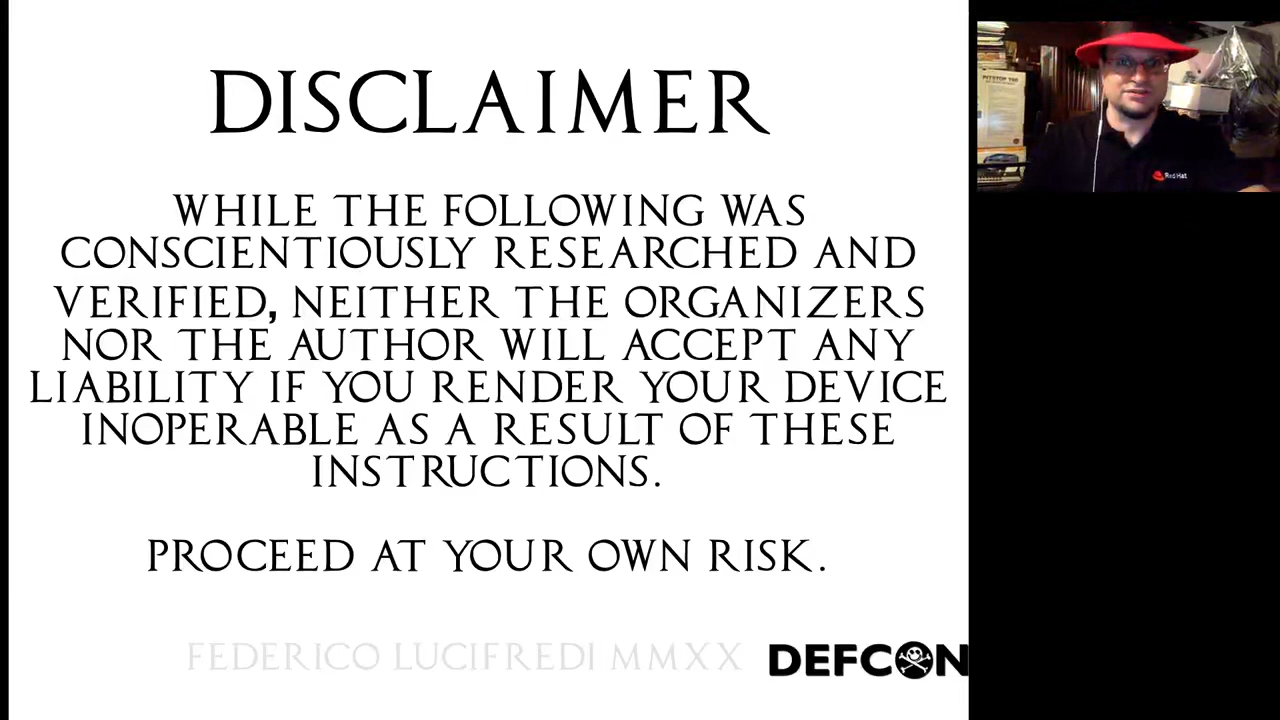 DISCLAIMER
WHILE THE FOLLOWING WAS
CONSCIENTIOUSLY RESEARCHED AND
VERIFIED, NEITHER THE ORGANIZERS
NOR THE AUTHOR WILL ACCEPT ANY
LIABILITY IF YOU RENDER YOUR DEVICE
INOPERABLE AS A RESULT OF THESE
INSTRUCTIONS.
PROCEED AT YOUR OWN RISK.
FEDERICO LUCIFREDI MMXX
DEFCON
Red Hat